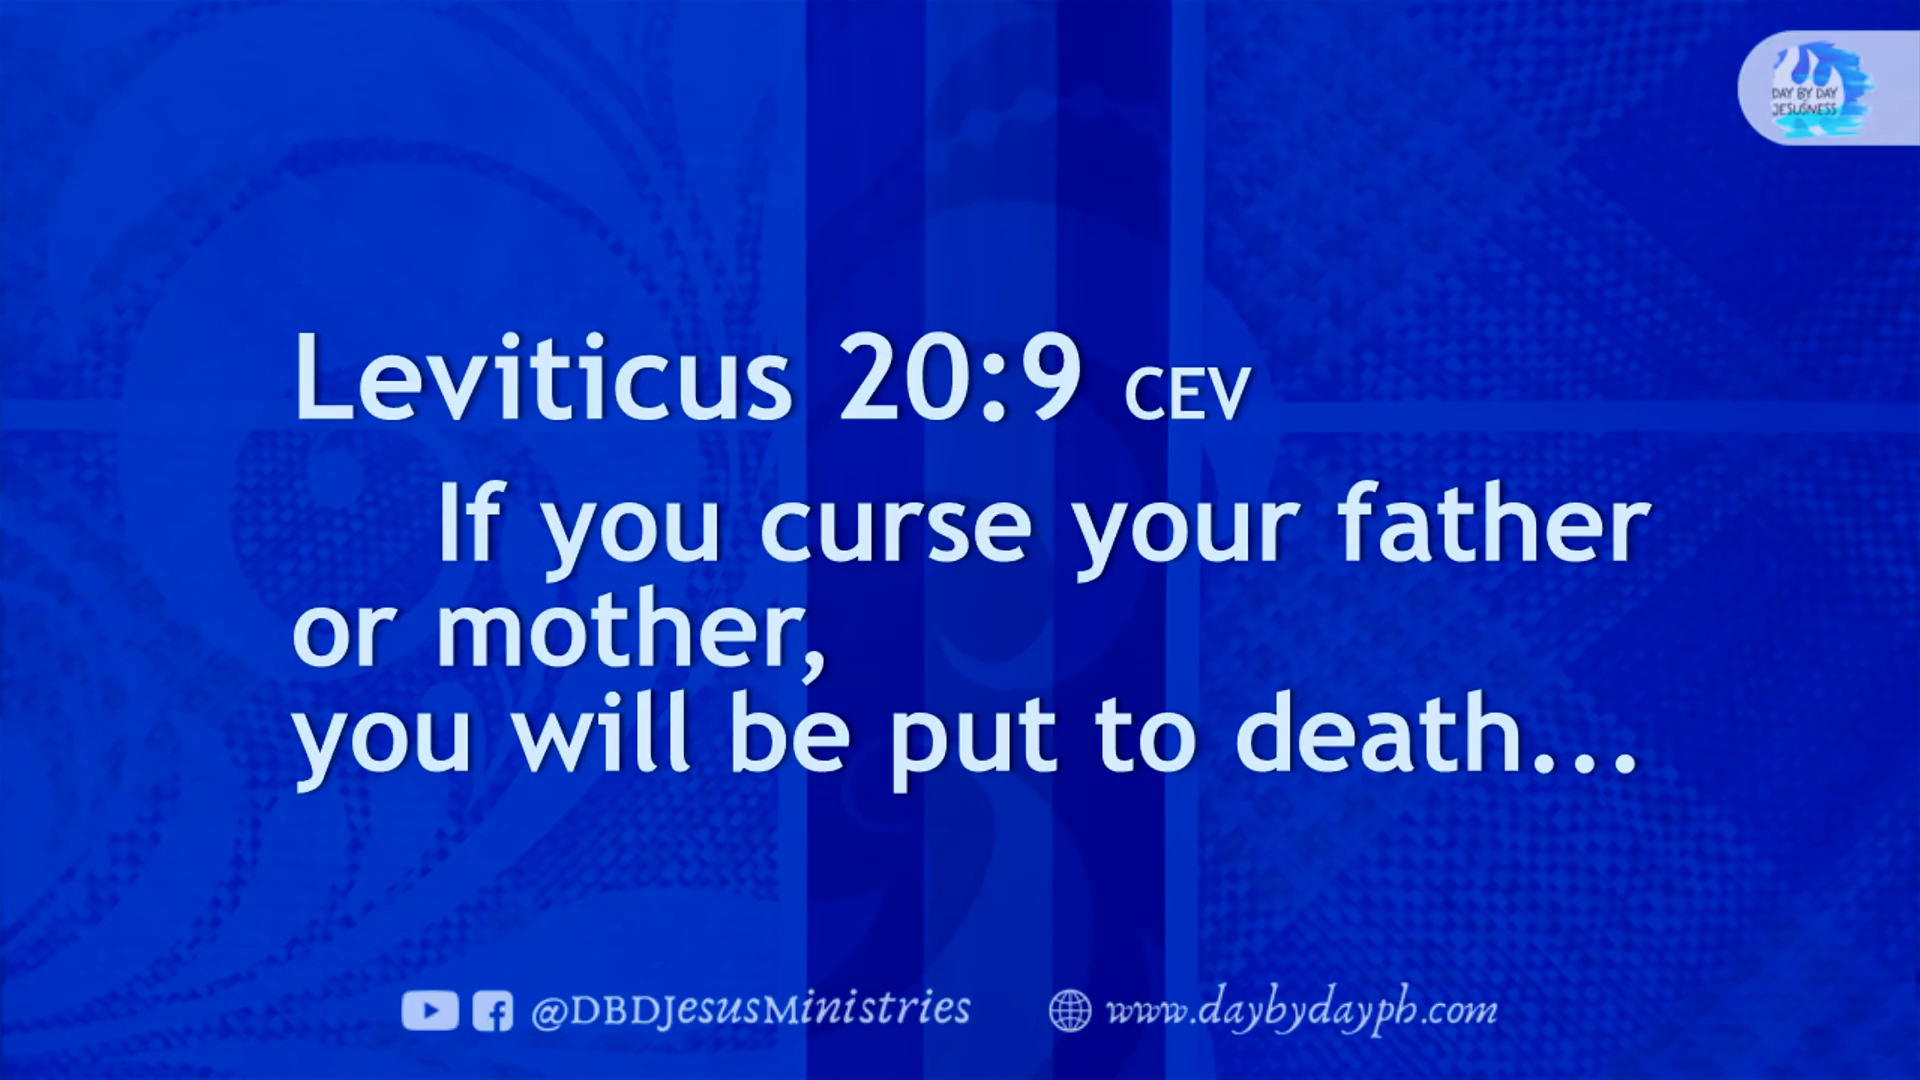 DAY BY DAY
JESUSNESS
Leviticus 20:9 CEV
If you curse your father
or mother,
you will be put to death...
@DBDJesusMinistries
www.daybydayph.com